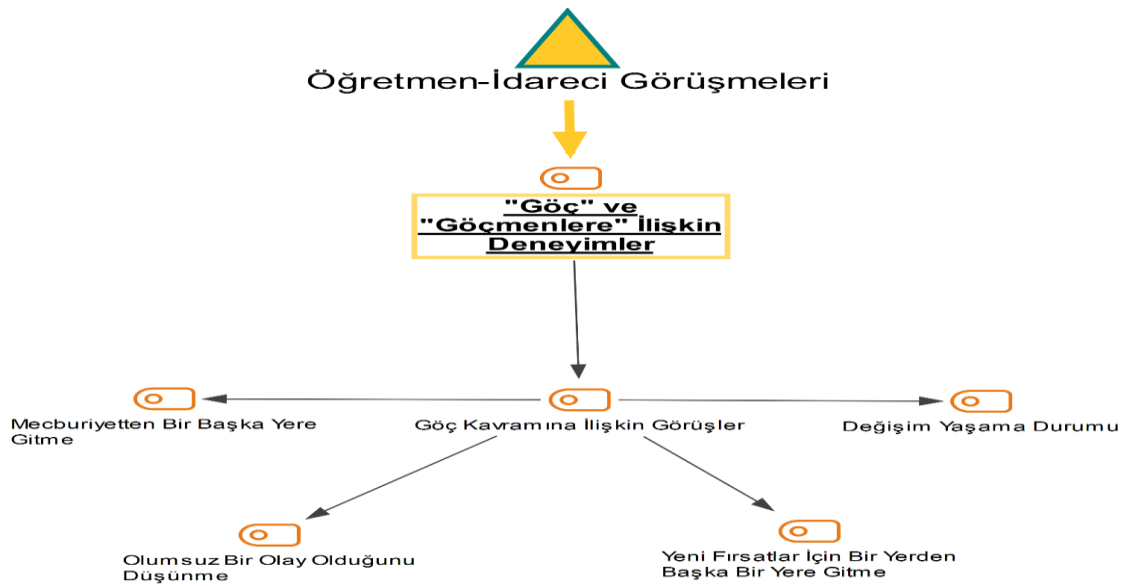 Öğretmen-İdareci Görüşmeleri
"Göç" ve
"Göçmenlere" İlişkin
Deneyimler
Mecburiyetten Bir Başka Yere
Gitme
Göç Kavramına İlişkin Görüşler
Değişim Yaşama Durumu
Olumsuz Bir Olay Olduğunu
Düşünme
Yeni Fırsatlar İçin Bir Yerden
Başka Bir Yere Gitme